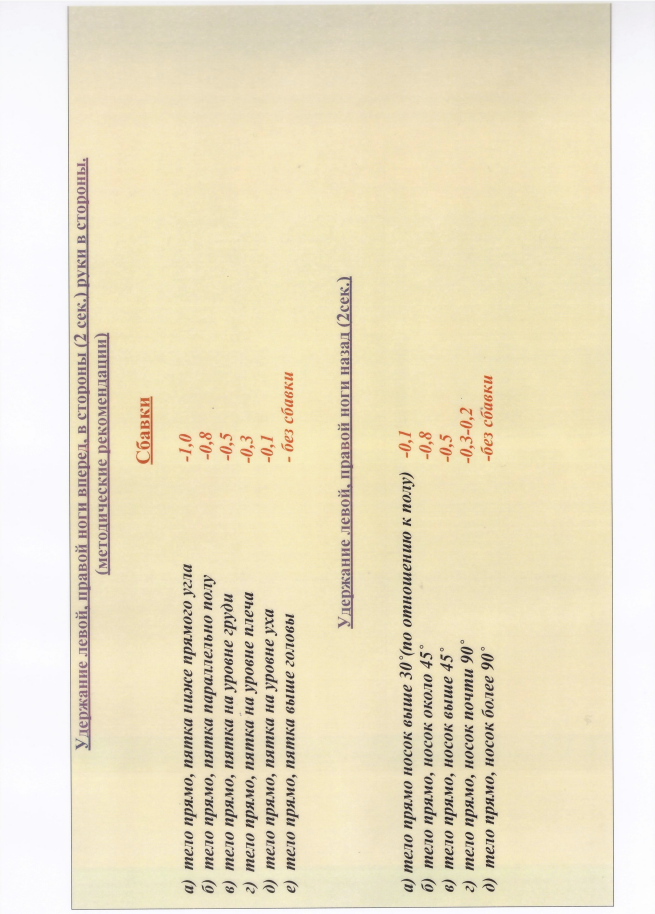 Удержание левой, правой ноги вперед, в стороны (2 сек.) руки в стороны.
(методические рекомендации)
Сбавки
а) тело прямо, пятка ниже прямого угла -1,0
б) тело прямо, пятка параллельно полу -0,8
в) тело прямо, пятка на уровне груди -0,5
г) тело прямо, пятка на уровне плеча -0,3
д) тело прямо, пятка на уровне уха -0,1
е) тело прямо, пятка выше головы - без сбавки
Удержание левой, правой ноги назад (2сек.)
а) тело прямо носок выше 30˚(по отношению к полу) -0,1
б) тело прямо, носок около 45˚ -0,8
в) тело прямо, носок выше 45˚ -0,5
г) тело прямо, носок почти 90˚ -0,3-0,2
д) тело прямо, носок более 90˚ -без сбавки